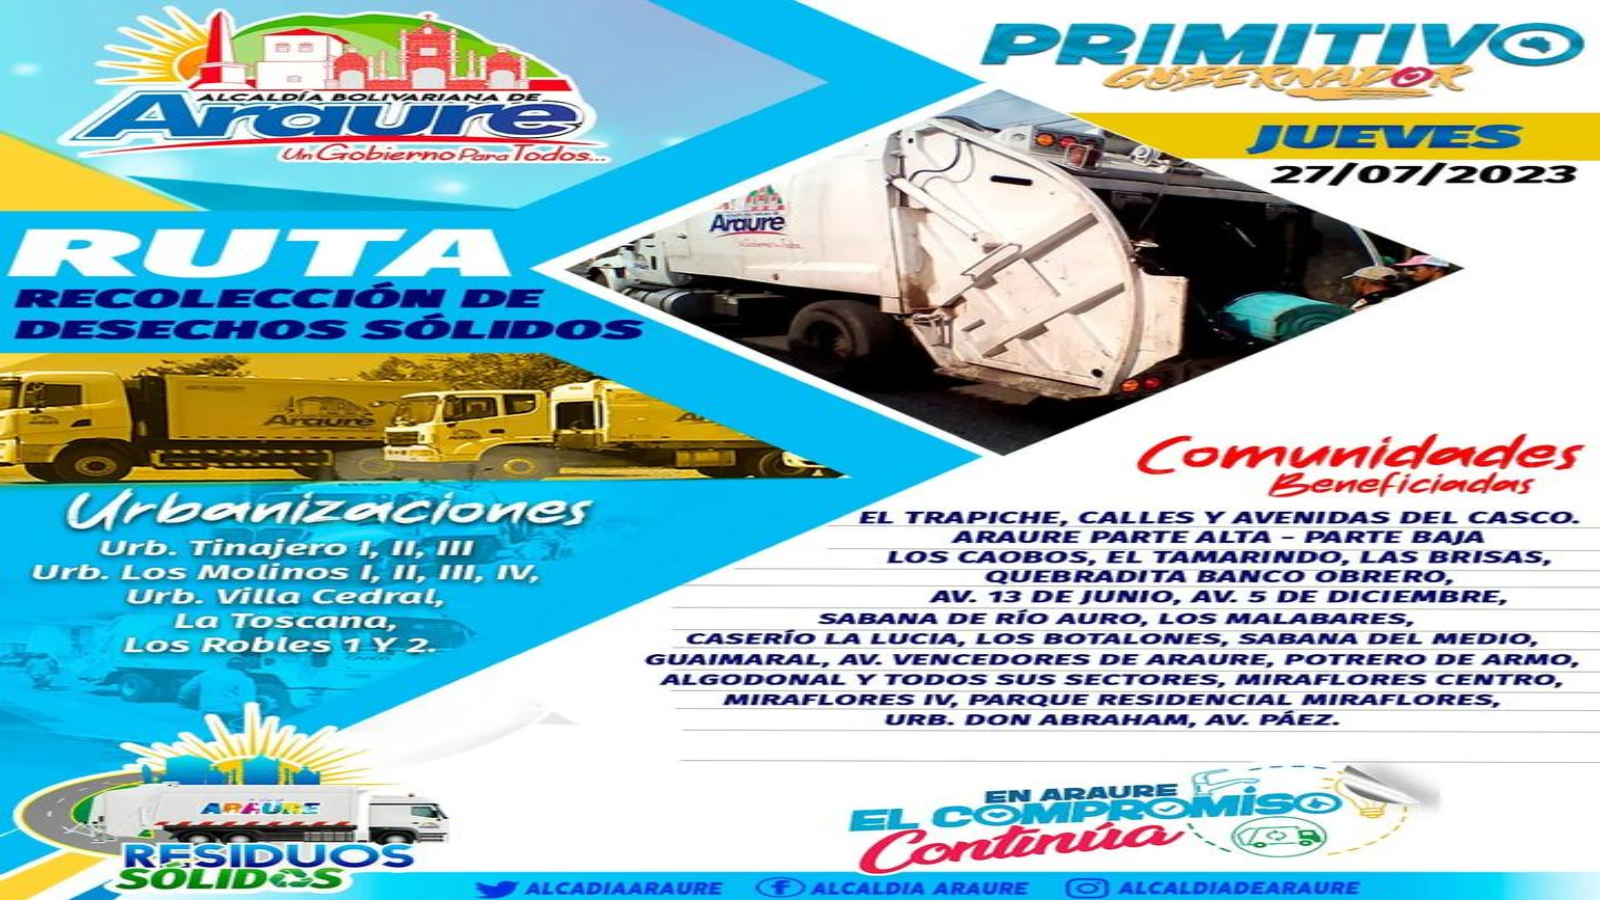 ALCALDÍA BOLIVARIANA DE
Araure
Un Gobierno Para Todos...
PRIMITIVO
GOBERNADOR
JUEVES
27/07/2023
RUTA
RECOLECCIÓN DE
DESECHOS SÓLIDOS
Araure
Araure
Urbanizaciones
Urb. Tinajero I, II, III
Urb. Los Molinos I, II, III, IV,
Urb. Villa Cedral,
La Toscana,
Los Robles 1 Y 2.
Comunidades
Beneficiadas
EL TRAPICHE, CALLES Y AVENIDAS DEL CASCO.
ARAURE PARTE ALTA - PARTE BAJA
LOS CAOBOS, EL TAMARINDO, LAS BRISAS,
QUEBRADITA BANCO OBRERO,
AV. 13 DE JUNIO, AV. 5 DE DICIEMBRE,
SABANA DE RÍO AURO, LOS MALABARES,
CASERÍO LA LUCIA, LOS BOTALONES, SABANA DEL MEDIO,
GUAIMARAL, AV. VENCEDORES DE ARAURE, POTRERO DE ARMO,
ALGODONAL Y TODOS SUS SECTORES, MIRAFLORES CENTRO,
MIRAFLORES IV, PARQUE RESIDENCIAL MIRAFLORES,
URB. DON ABRAHAM, AV. PÁEZ.
ARAURE
RESIDUOS
SÓLIDOS
EN ARAURE
EL COMPROMISO
Continúa
ALCADIAARAURE
ALCALDIA ARAURE
ALCALDIADEARAURE